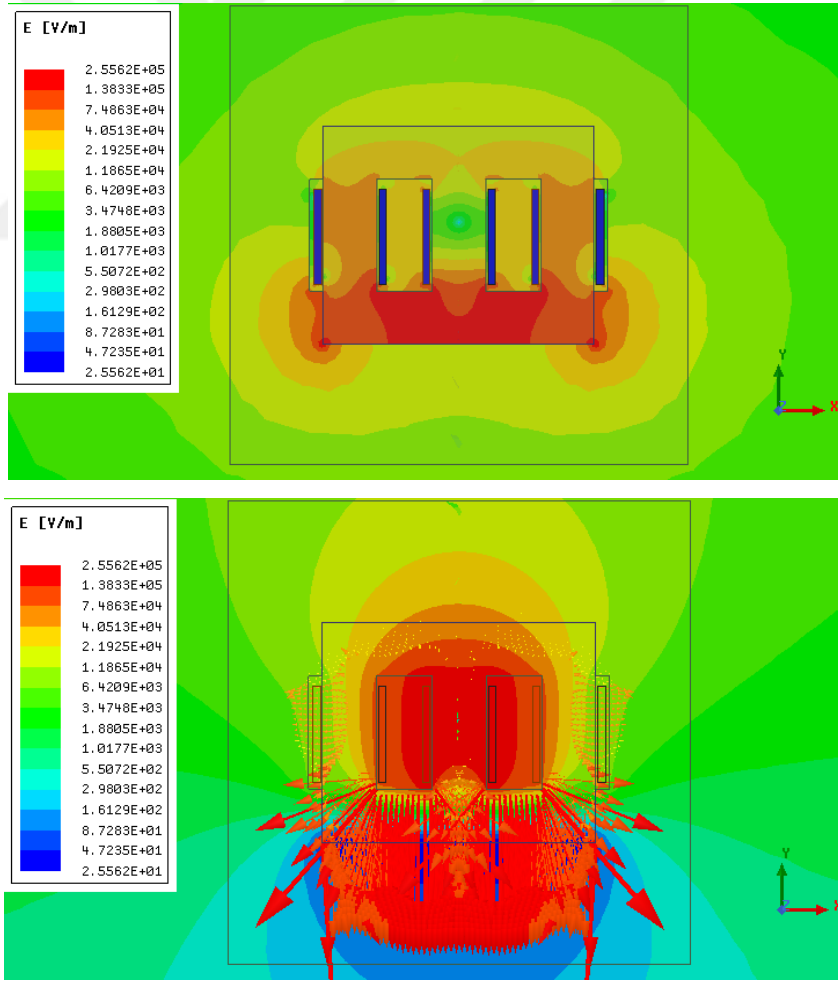 E [V/m]
2.5562E+05
1.3833E+05
7.4863E+04
4.0513E+04
2.1925E+04
1.1865E+04
6.4209E+03
3.4748E+03
1.8805E+03
1.0177E+03
5.5072E+02
2.9803E+02
1.6129E+02
8.7283E+01
4.7235E+01
2.5562E+01
Y
Z
X
E [V/m]
2.5562E+05
1.3833E+05
7.4863E+04
4.0513E+04
2.1925E+04
1.1865E+04
6.4209E+03
3.4748E+03
1.8805E+03
1.0177E+03
5.5072E+02
2.9803E+02
1.6129E+02
8.7283E+01
4.7235E+01
2.5562E+01
Y
Z
X